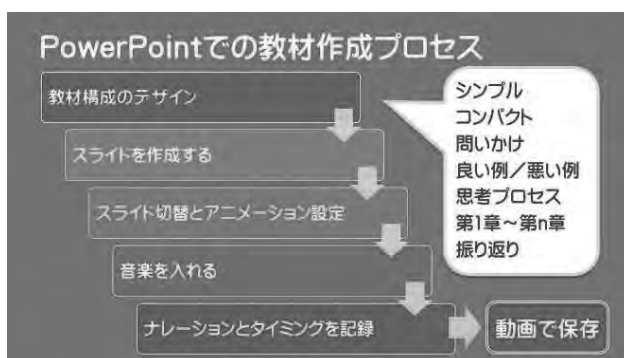 PowerPointでの教材作成プロセス
教材構成のデザイン
シンプル
コンパクト
問いかけ
良い例／悪い例
思考プロセス
第1章～第n章
振り返り
スライドを作成する
スライド切替とアニメーション設定
音楽を入れる
ナレーションとタイミングを記録
動画で保存